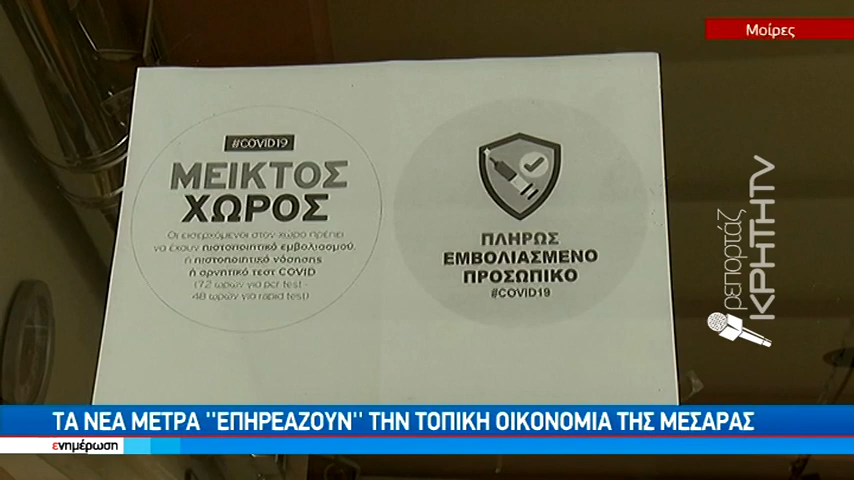 Μοίρες
#COVID19
ΜΕΙΚΤΟΣ
ΧΩΡΟΣ
Οι εισερχόμενοι στον χώρο πρέπει
να έχουν πιστοποιητικό εμβολιασμού,
ή πιστοποιητικό νόσησης
ή αρνητικό τεστ COVID
(72 ωρών για pcr test -
48 ωρών για rapid test)
ΠΛΗΡΩΣ
ΕΜΒΟΛΙΑΣΜΕΝΟ
ΠΡΟΣΩΠΙΚΟ
#COVID19
ρεπορτάζ
ΚΡΗΤΗTV
ΤΑ ΝΕΑ ΜΕΤΡΑ "ΕΠΗΡΕΑΖΟΥΝ" ΤΗΝ ΤΟΠΙΚΗ ΟΙΚΟΝΟΜΙΑ ΤΗΣ ΜΕΣΑΡΑΣ
ενημέρωση